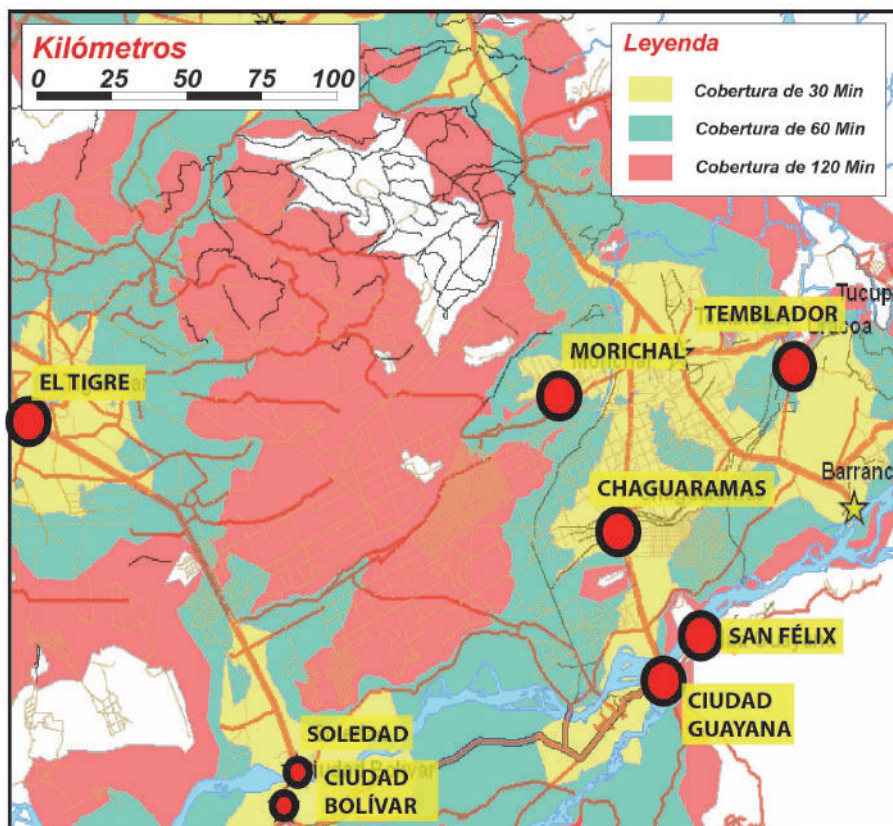 Kilómetros
0 25 50 75 100
Leyenda
Cobertura de 30 Min
Cobertura de 60 Min
Cobertura de 120 Min
Tucup
TEMBLADOR
MORICHAL
EL TIGRE
Barranc
CHAGUARAMAS
SAN FÉLIX
CIUDAD
GUAYANA
SOLEDAD
CIUDAD
BOLÍVAR